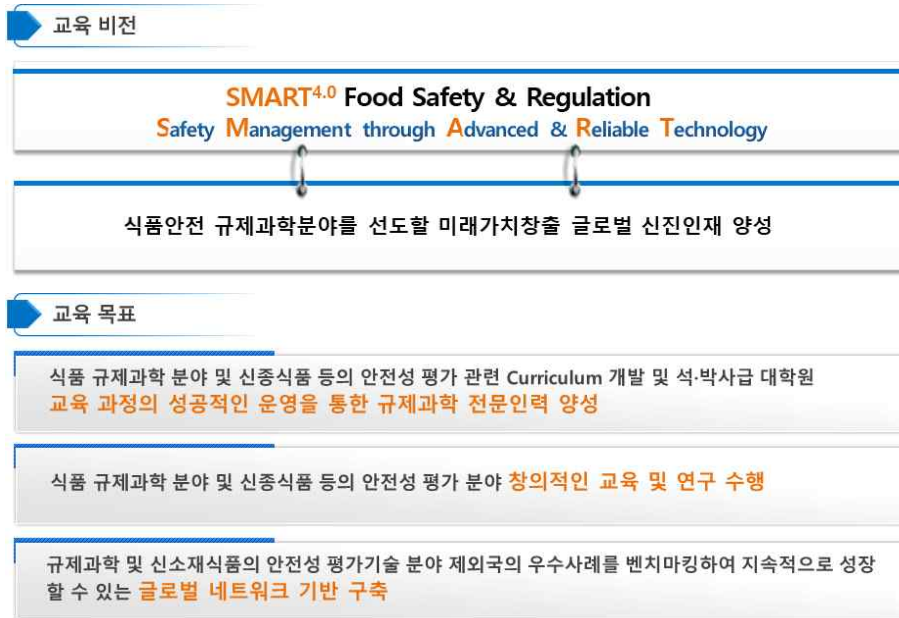 교육 비전
SMART4.0 Food Safety & Regulation
Safety Management through Advanced & Reliable Technology
식품안전 규제과학분야를 선도할 미래가치창출 글로벌 신진인재 양성
교육 목표
식품 규제과학 분야 및 신종식품 등의 안전성 평가 관련 Curriculum 개발 및 석·박사급 대학원
교육 과정의 성공적인 운영을 통한 규제과학 전문인력 양성
식품 규제과학 분야 및 신종식품 등의 안전성 평가 분야 창의적인 교육 및 연구 수행
규제과학 및 신소재식품의 안전성 평가기술 분야 제외국의 우수사례를 벤치마킹하여 지속적으로 성장
할 수 있는 글로벌 네트워크 기반 구축